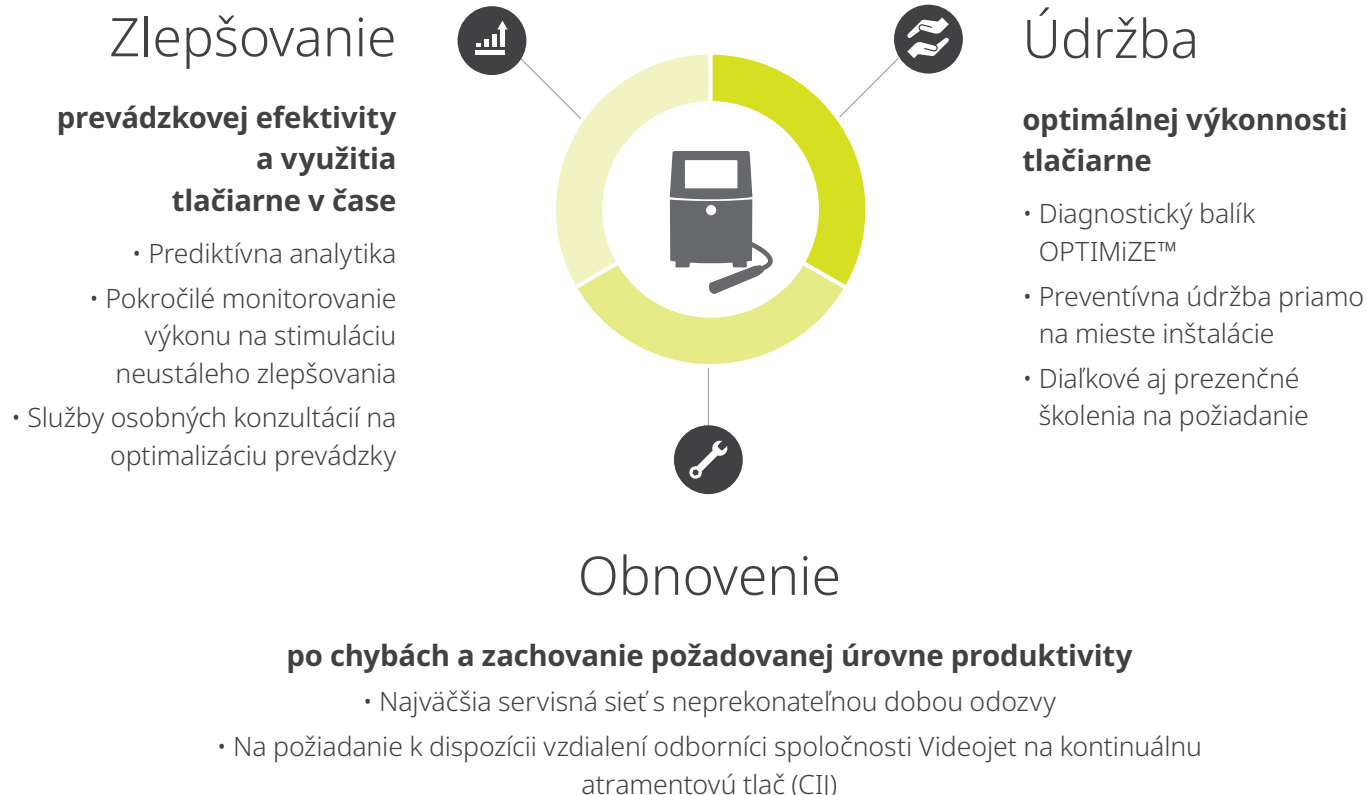 Zlepšovanie
prevádzkovej efektivity
a využitia
tlačiarne v čase
• Prediktívna analytika
• Pokročilé monitorovanie
výkonu na stimuláciu
neustáleho zlepšovania
• Služby osobných konzultácií na
optimalizáciu prevádzky
Údržba
optimálnej výkonnosti
tlačiarne
• Diagnostický balík
OPTIMiZE™
• Preventívna údržba priamo
na mieste inštalácie
• Diaľkové aj prezenčné
školenia na požiadanie
Obnovenie
po chybách a zachovanie požadovanej úrovne produktivity
• Najväčšia servisná sieť s neprekonateľnou dobou odozvy
• Na požiadanie k dispozícii vzdialení odborníci spoločnosti Videojet na kontinuálnu
atramentovú tlač (CIJ)